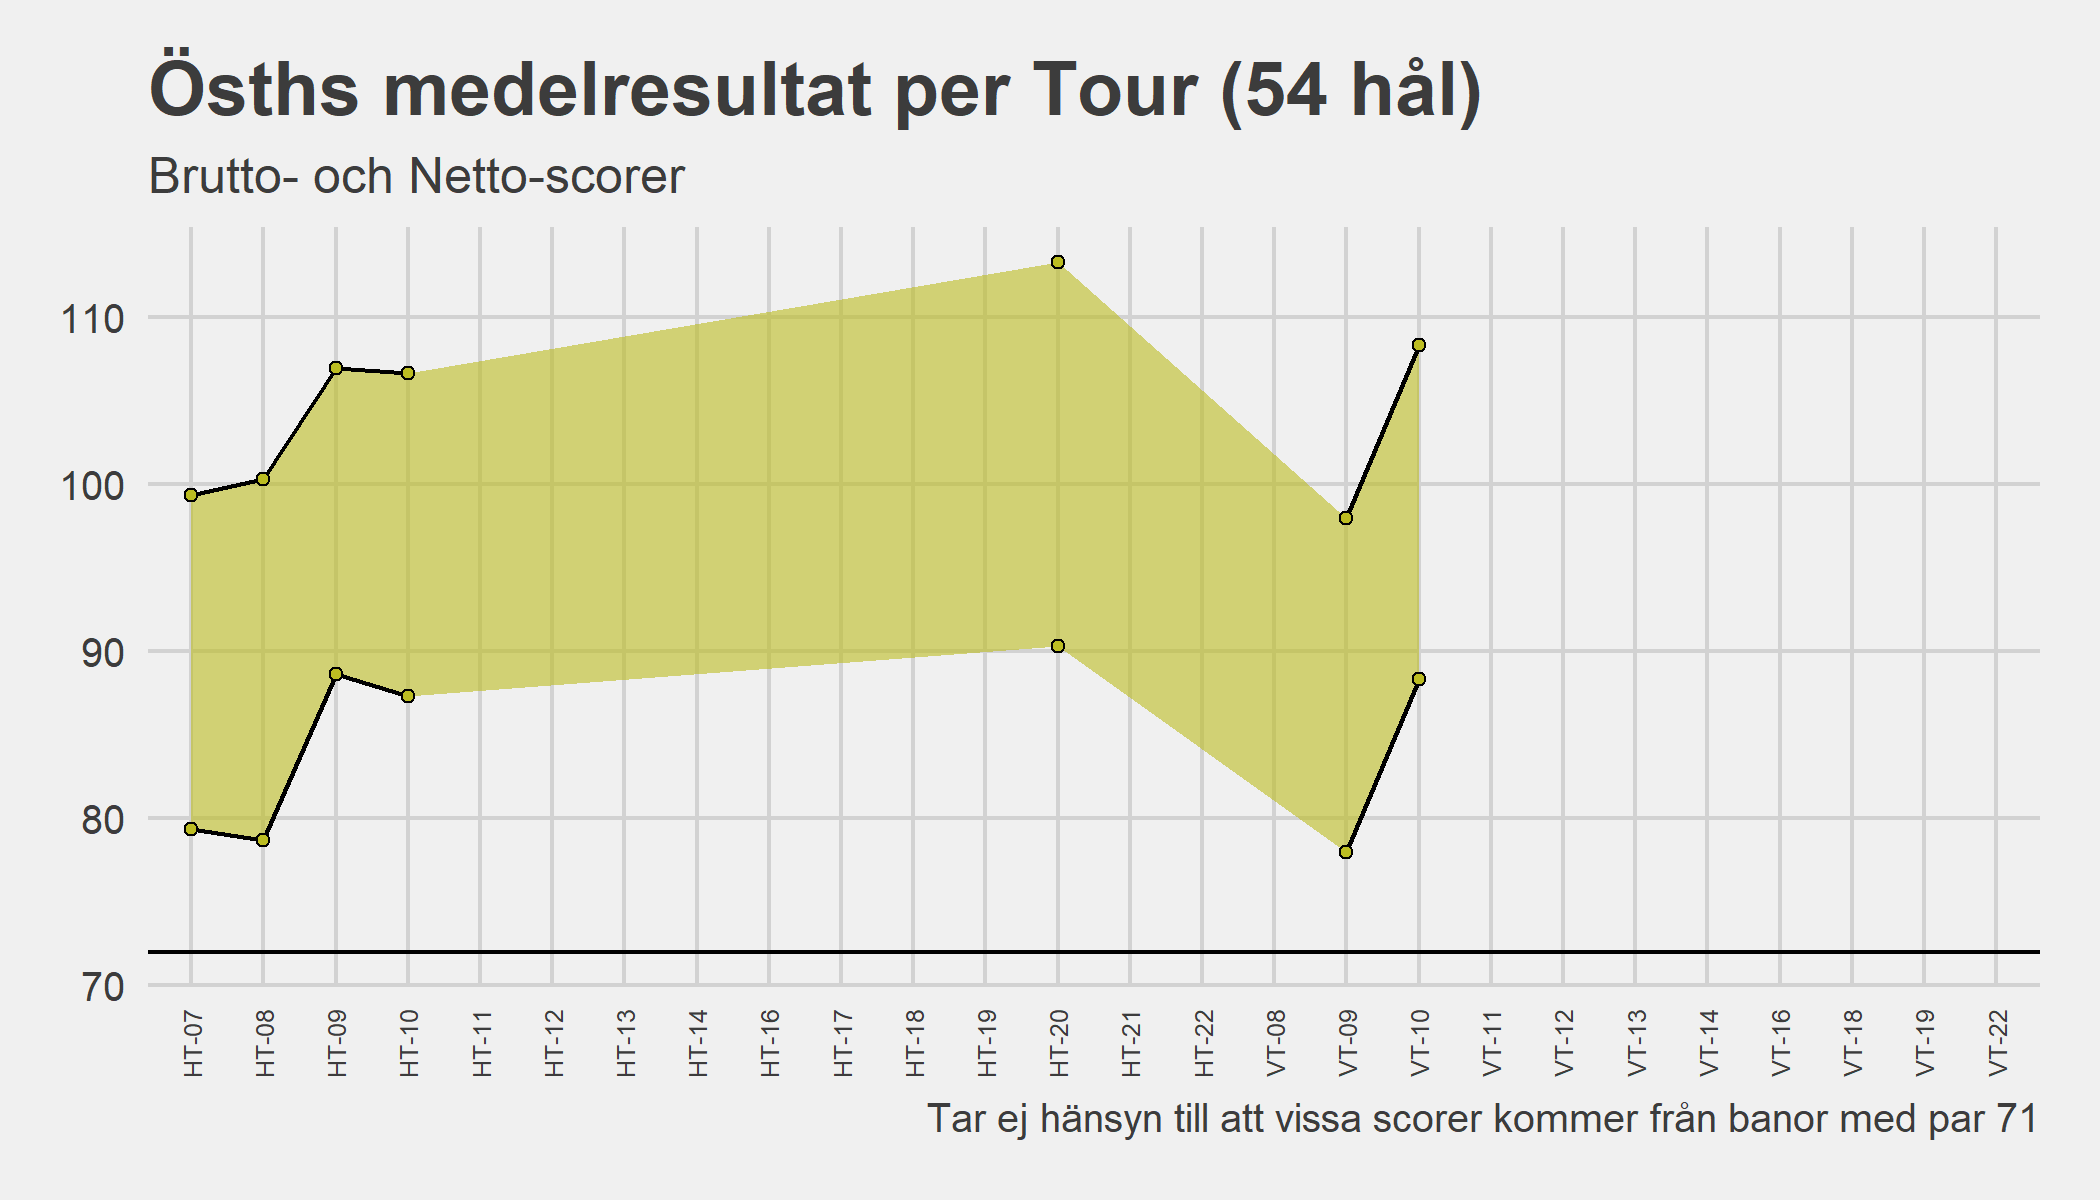 Ösths medelresultat per Tour (54 hål)
Brutto- och Netto-scorer
110
100
90
80
70
HT-07
HT-08
HT-09
HT-10
HT-11
HT-12
HT-13
HT-14
HT-16
HT-17
HT-18
HT-19
HT-20
HT-21
HT-22
VT-08
VT-09
VT-10
VT-11
VT-12
VT-13
VT-14
VT-16
VT-18
VT-19
VT-22
Tar ej hänsyn till att vissa scorer kommer från banor med par 71